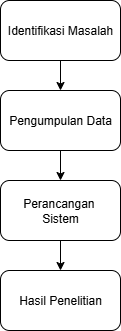 Identifikasi Masalah
Pengumpulan Data
Perancangan
Sistem
Hasil Penelitian